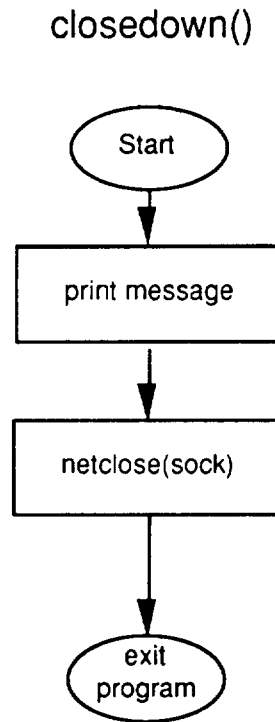 closedown()
Start
print message
netclose(sock)
exit
program